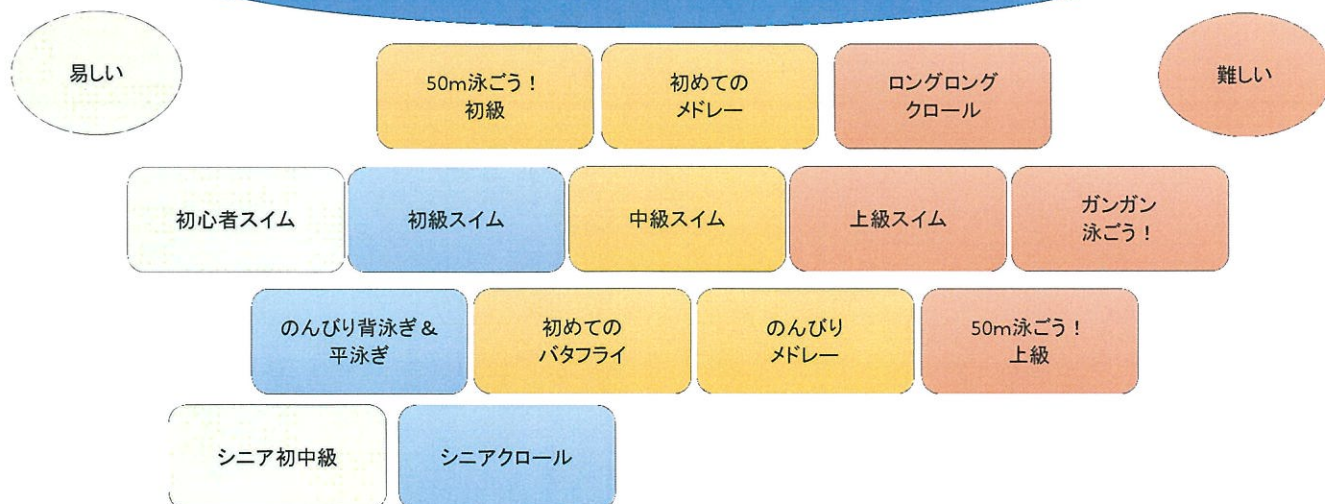 易しい
50m泳ごう!
初級
初めての
メドレー
ロングロング
クロール
難しい
初心者スイム
初級スイム
中級スイム
上級スイム
ガンガン
泳ごう!
のんびり背泳ぎ&
平泳ぎ
初めての
バタフライ
のんびり
メドレー
50m泳ごう!
上級
シニア初中級
シニアクロール